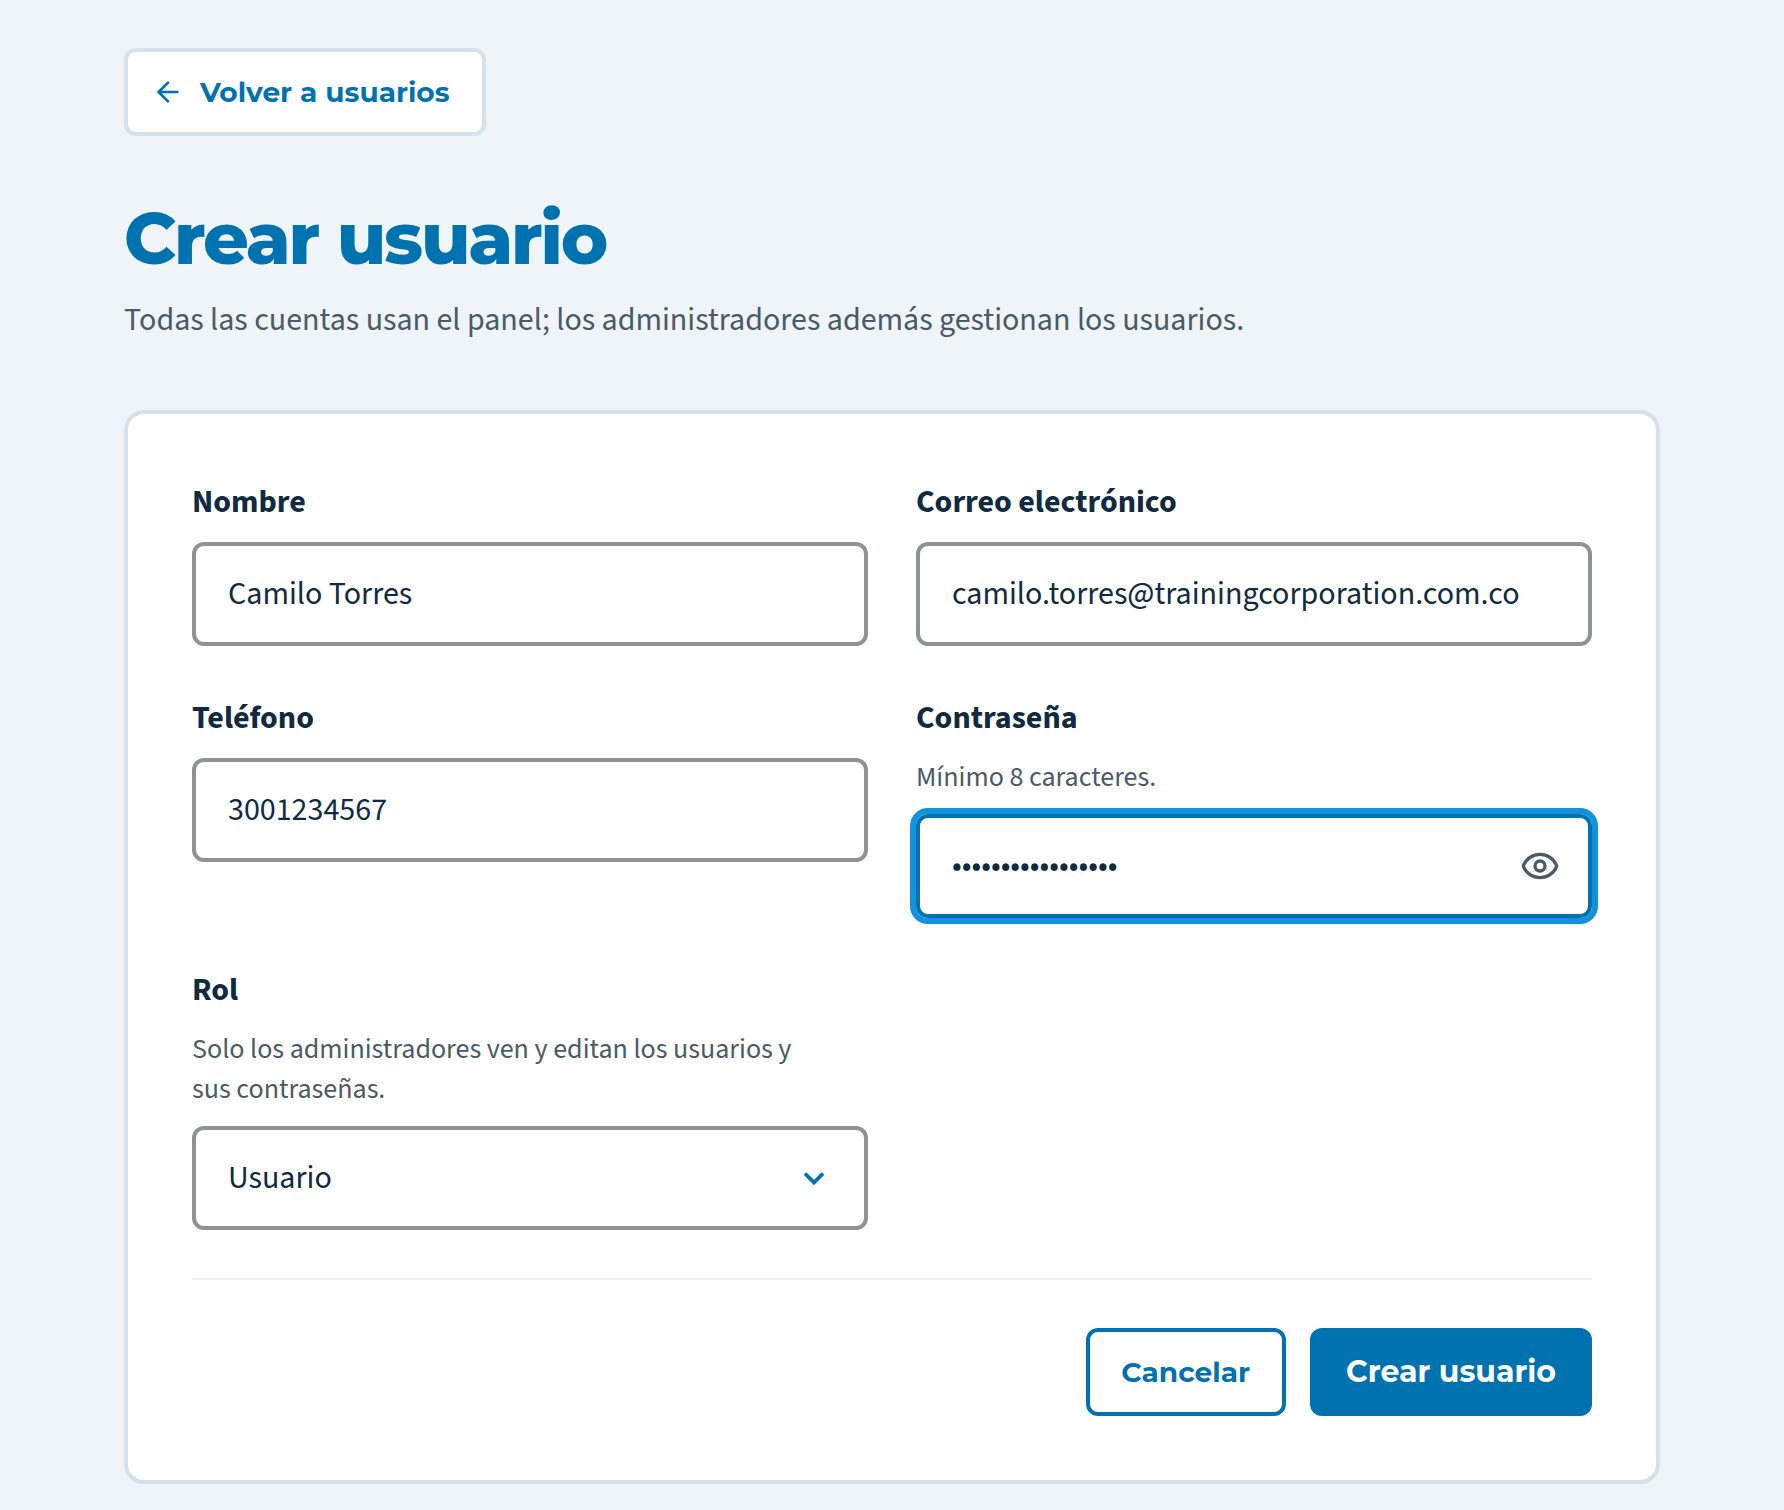 Volver a usuarios
Crear usuario
Todas las cuentas usan el panel; los administradores además gestionan los usuarios.
Nombre
Camilo Torres
Correo electrónico
camilo.torres@trainingcorporation.com.co
Teléfono
3001234567
Contraseña
Mínimo 8 caracteres.
•••••••••••••••••
Rol
Solo los administradores ven y editan los usuarios y
sus contraseñas.
Usuario
Cancelar
Crear usuario